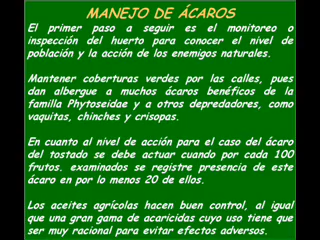 MANEJO DE ÁCAROS
El primer paso a seguir es el monitoreo o
inspección del huerto para conocer el nivel de
población y la acción de los enemigos naturales.
Mantener coberturas verdes por las calles, pues
dan albergue a muchos ácaros benéficos de la
familla Phytoseidae y a otros depredadores, como
vaquitas, chinches y crisopas.
En cuanto al nivel de acción para el caso del ácaro
del tostado se debe actuar cuando por cada 100
frutos. examinados se registre presencia de este
ácaro en por lo menos 20 de ellos.
Los aceites agrícolas hacen buen control, al igual
que una gran gama de acaricidas cuyo uso tiene que
ser muy racional para evitar efectos adversos.